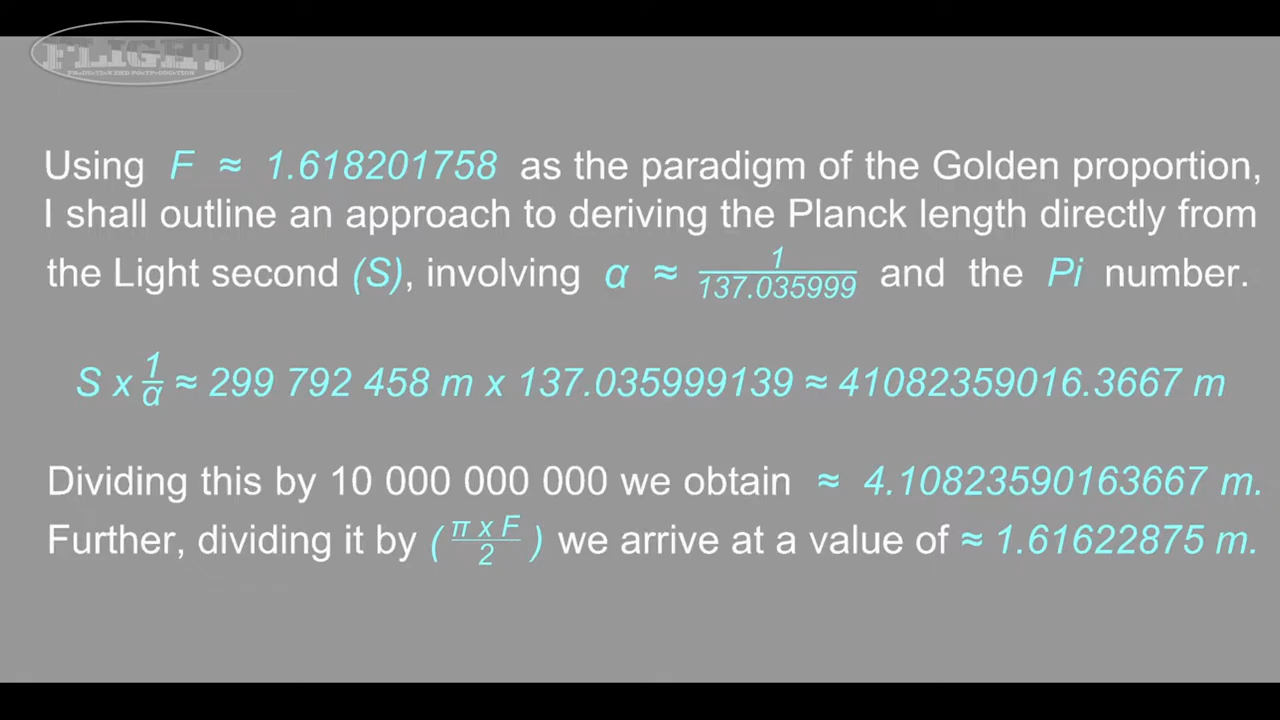 FLIGHT
PRODUCTION AND POSTPRODUCTION
Using F ≈ 1.618201758 as the paradigm of the Golden proportion,
I shall outline an approach to deriving the Planck length directly from
the Light second (S), involving α ≈ 1/137.035999 and the Pi number.
S x 1/α ≈ 299 792 458 m x 137.035999139 ≈ 41082359016.3667 m
Dividing this by 10 000 000 000 we obtain ≈ 4.10823590163667 m.
Further, dividing it by (π x F/2) we arrive at a value of ≈ 1.61622875 m.